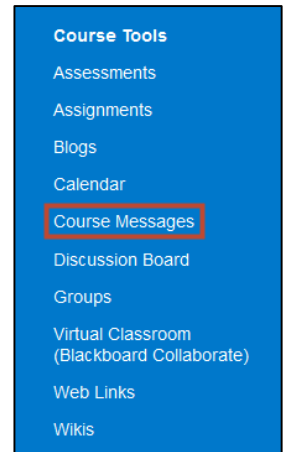 Course Tools
Assessments
Assignments
Blogs
Calendar
Course Messages
Discussion Board
Groups
Virtual Classroom
(Blackboard Collaborate)
Web Links
Wikis